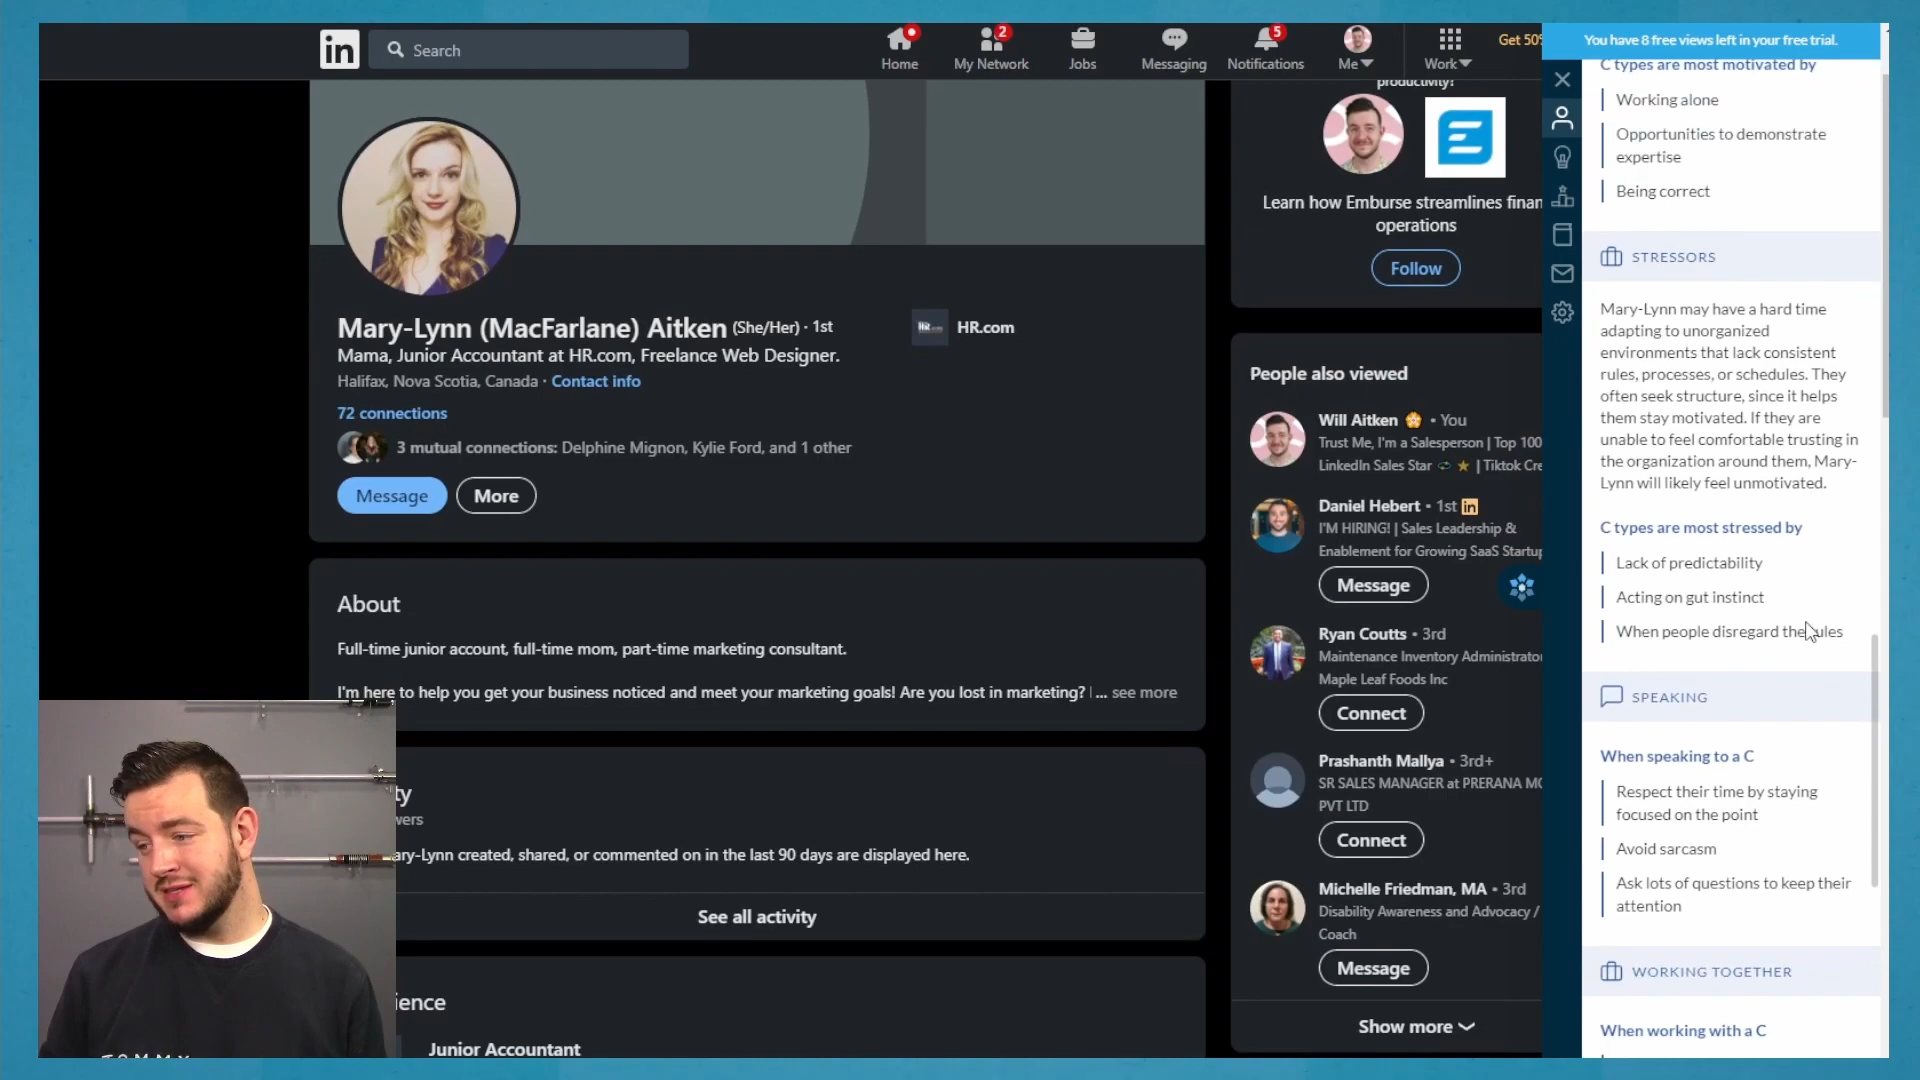 in
Search
Home
2
My Network
Jobs
Messaging
5
Notifications
Me
Work
Get 50%
Mary-Lynn (MacFarlane) Aitken (She/Her) · 1st
Mama, Junior Accountant at HR.com, Freelance Web Designer.
Halifax, Nova Scotia, Canada · Contact info
72 connections
3 mutual connections: Delphine Mignon, Kylie Ford, and 1 other
Message
More
HR.com
About
Full-time junior account, full-time mom, part-time marketing consultant.
I'm here to help you get your business noticed and meet your marketing goals! Are you lost in marketing? I ... see more
ty
wers
ary-Lynn created, shared, or commented on in the last 90 days are displayed here.
See all activity
ience
Junior Accountant
TOMMY
productivity!
Learn how Emburse streamlines finan
operations
Follow
People also viewed
Will Aitken • You
Trust Me, I'm a Salesperson | Top 100
LinkedIn Sales Star | Tiktok Cre
Daniel Hebert • 1st in
I'M HIRING! | Sales Leadership &
Enablement for Growing SaaS Startup
Message
Ryan Coutts • 3rd
Maintenance Inventory Administrator
Maple Leaf Foods Inc
Connect
Prashanth Mallya • 3rd+
SR SALES MANAGER at PRERANA MO
PVT LTD
Connect
Michelle Friedman, MA • 3rd
Disability Awareness and Advocacy /
Coach
Message
Show more
You have 8 free views left in your free trial.
C types are most motivated by
Working alone
Opportunities to demonstrate
expertise
Being correct
STRESSORS
Mary-Lynn may have a hard time
adapting to unorganized
environments that lack consistent
rules, processes, or schedules. They
often seek structure, since it helps
them stay motivated. If they are
unable to feel comfortable trusting in
the organization around them, Mary-
Lynn will likely feel unmotivated.
C types are most stressed by
Lack of predictability
Acting on gut instinct
When people disregard the rules
SPEAKING
When speaking to a C
Respect their time by staying
focused on the point
Avoid sarcasm
Ask lots of questions to keep their
attention
WORKING TOGETHER
When working with a C